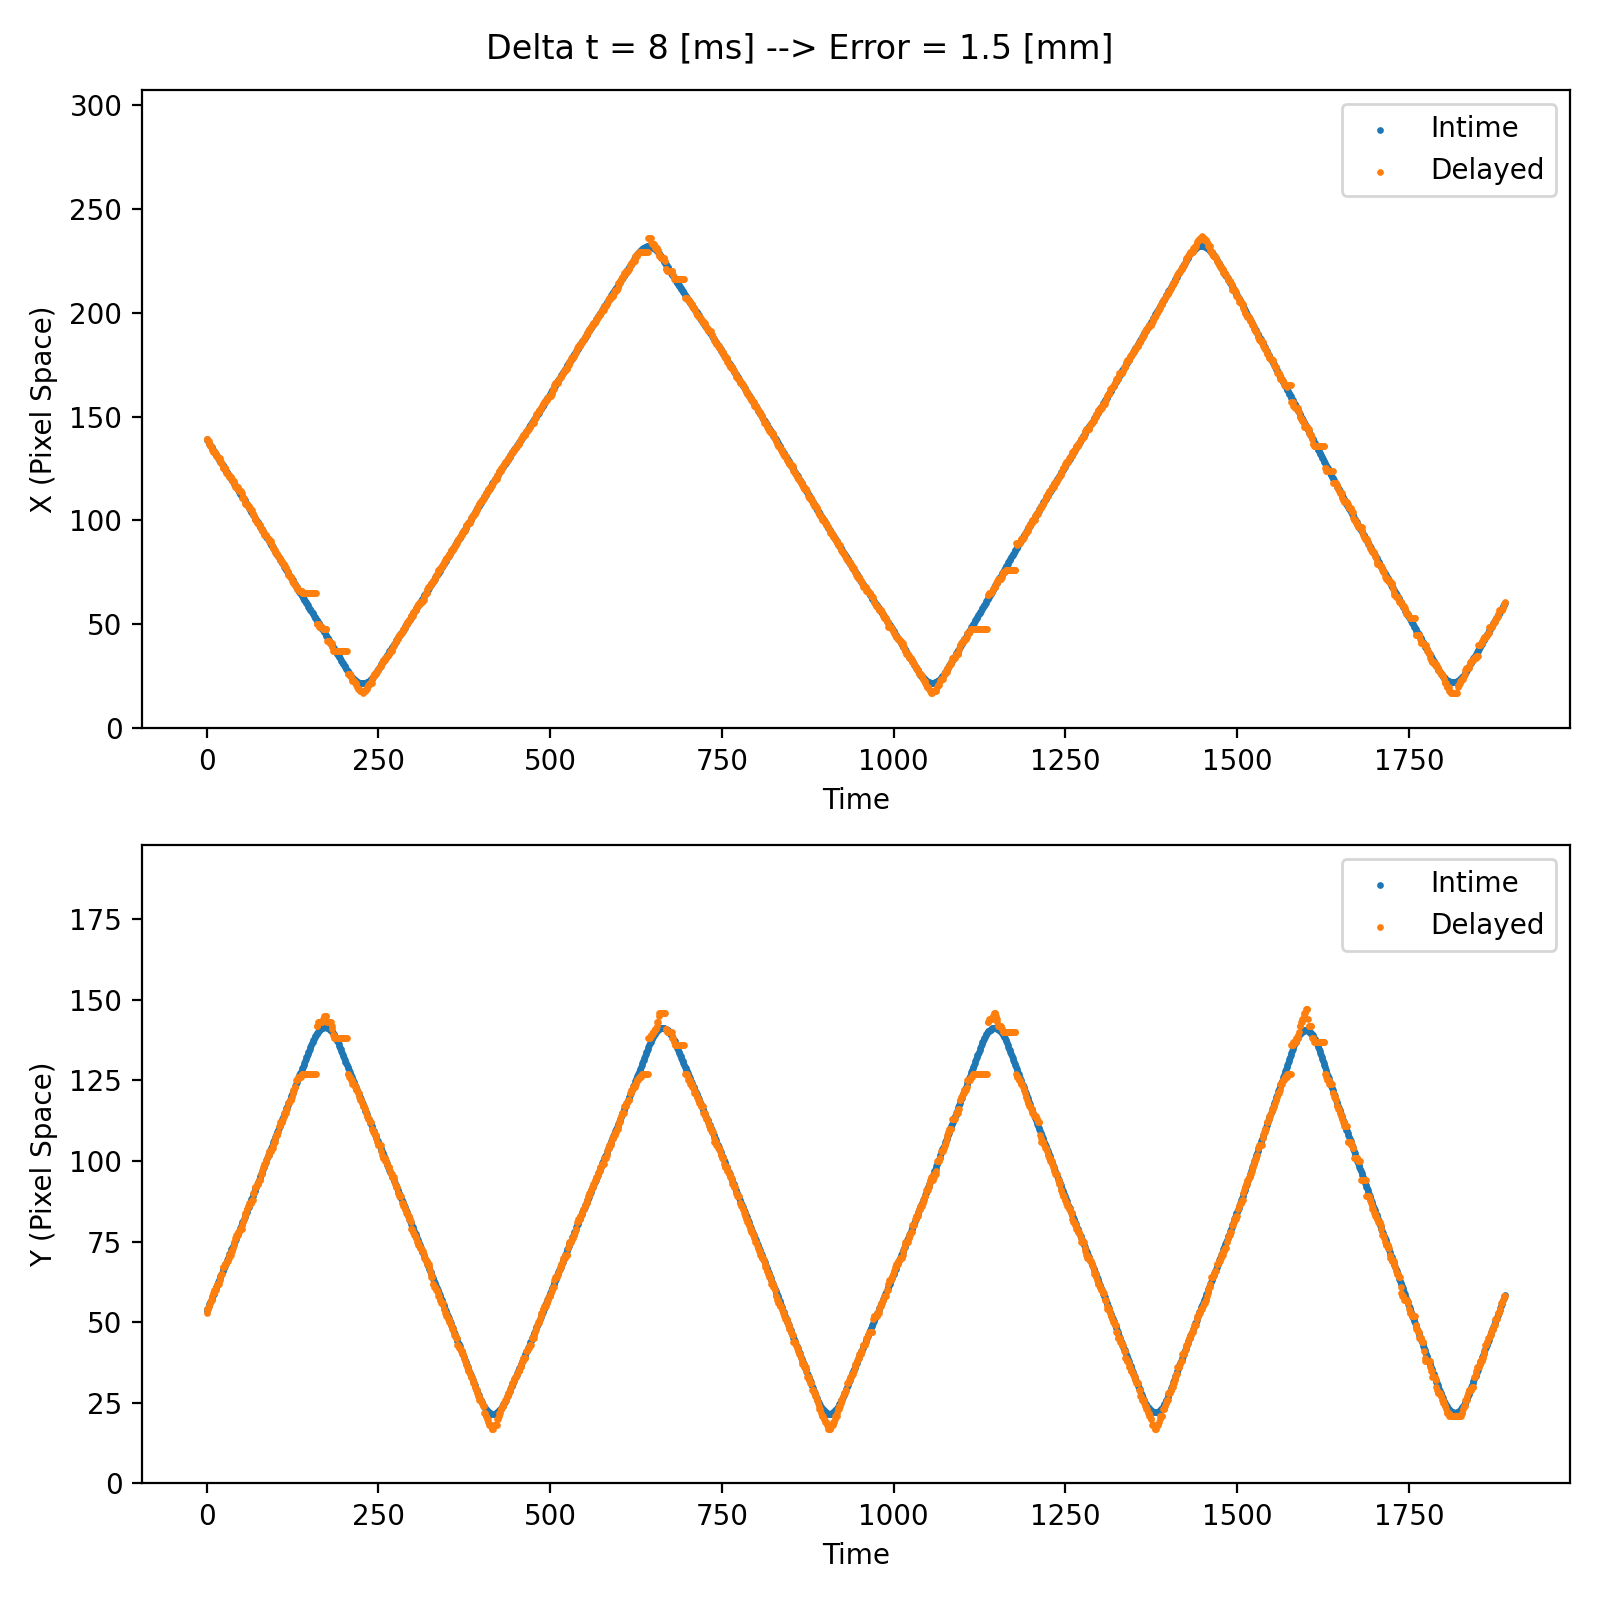 Delta t = 8 [ms] --> Error = 1.5 [mm]
300
250
200
150
100
50
0
X (Pixel Space)
Intime
Delayed
0 250 500 750 1000 1250 1500 1750
Time
175
150
125
100
75
50
25
0
Y (Pixel Space)
Intime
Delayed
0 250 500 750 1000 1250 1500 1750
Time